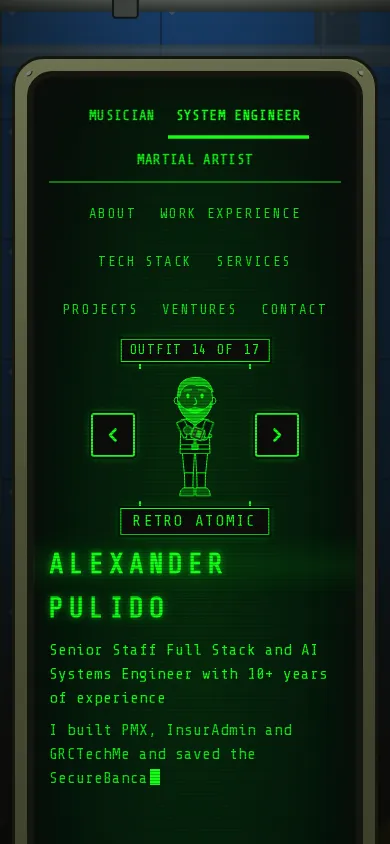 MUSICIAN SYSTEM ENGINEER
MARTIAL ARTIST
ABOUT WORK EXPERIENCE
TECH STACK SERVICES
PROJECTS VENTURES CONTACT
OUTFIT 14 OF 17
RETRO ATOMIC
ALEXANDER
PULIDO
Senior Staff Full Stack and AI
Systems Engineer with 10+ years
of experience
I built PMX, InsurAdmin and
GRCTechMe and saved the
SecureBanca